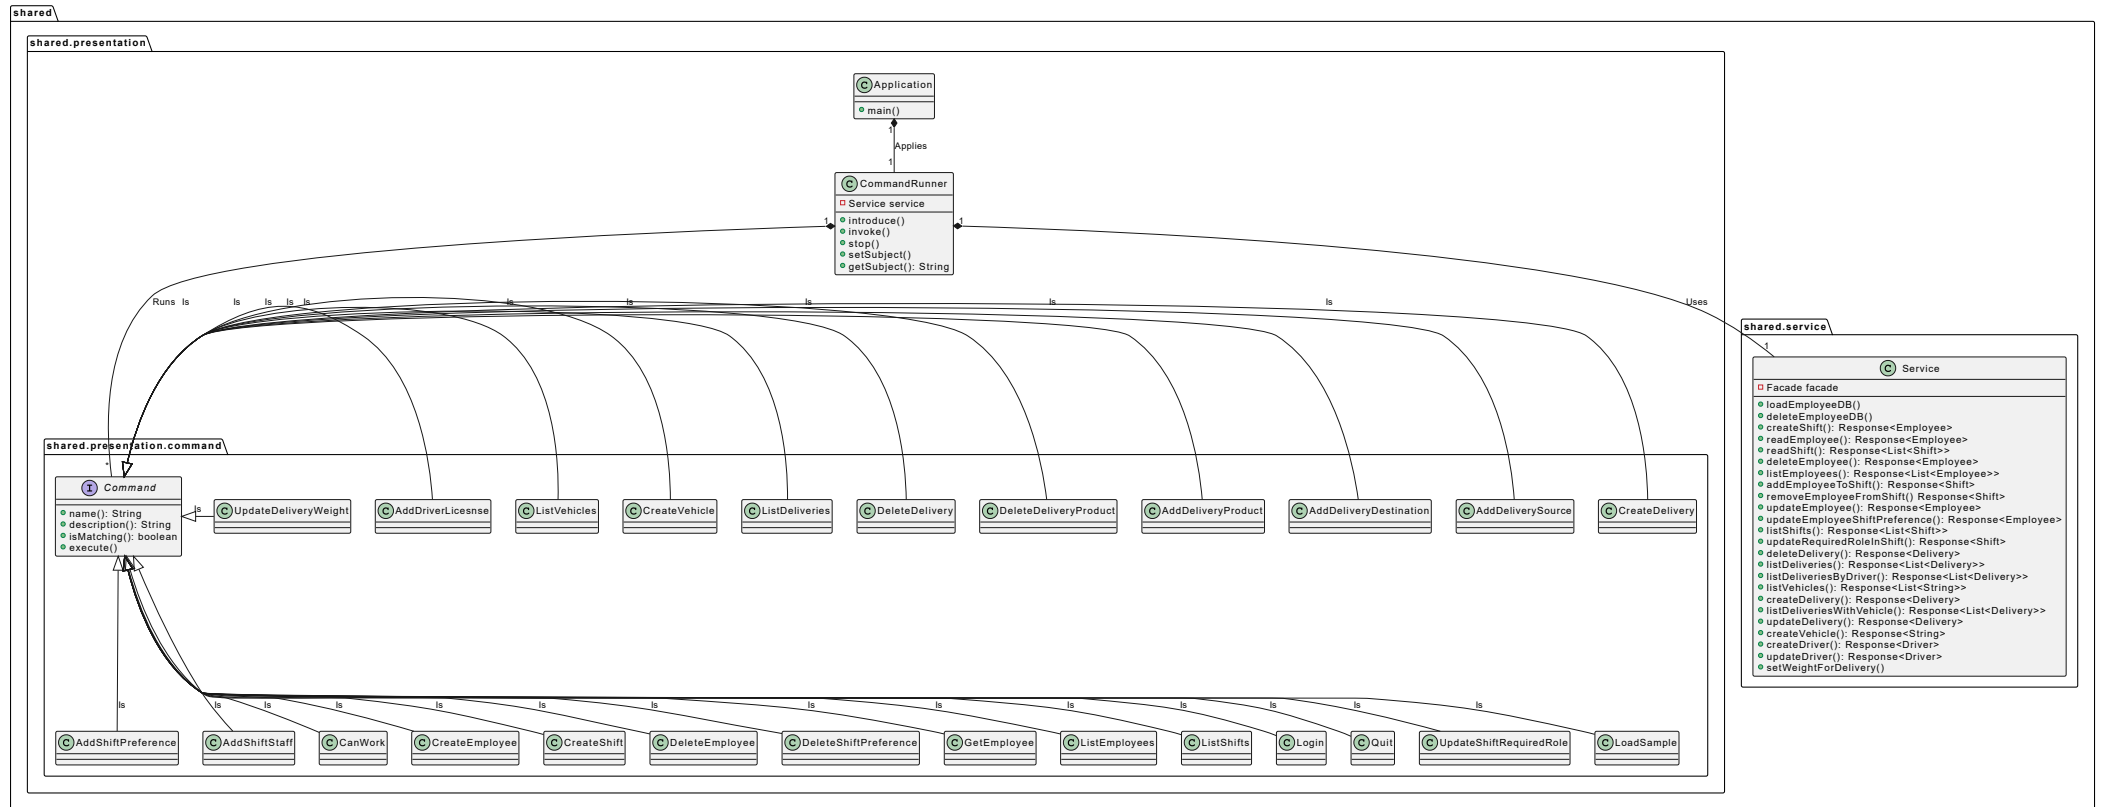 shared
shared.presentation
C Application
main()
1
Applies
1
C CommandRunner
Service service
1 introduce() 1
invoke()
stop()
setSubject()
getSubject(): String
Runs Is Is Is Is Is Is Is Is Is Is Uses
shared.service
1
C Service
Facade facade
loadEmployeeDB()
deleteEmployeeDB()
createShift(): Response<Employee>
readEmployee(): Response<Employee>
readShift(): Response<List<Shift>>
deleteEmployee(): Response<Employee>
listEmployees(): Response<List<Employee>>
addEmployeeToShift(): Response<Shift>
removeEmployeeFromShift() Response<Shift>
updateEmployee(): Response<Employee>
updateEmployeeShiftPreference(): Response<Employee>
listShifts(): Response<List<Shift>>
updateRequiredRoleInShift(): Response<Shift>
deleteDelivery(): Response<Delivery>
listDeliveries(): Response<List<Delivery>>
listDeliveriesByDriver(): Response<List<Delivery>>
listVehicles(): Response<List<String>>
createDelivery(): Response<Delivery>
listDeliveriesWithVehicle(): Response<List<Delivery>>
updateDelivery(): Response<Delivery>
createVehicle(): Response<String>
createDriver(): Response<Driver>
updateDriver(): Response<Driver>
setWeightForDelivery()
shared.presentation.command
*
I Command
name(): String
description(): String
isMatching(): boolean
execute()
Is
C UpdateDeliveryWeight
C AddDriverLicesnse
C ListVehicles
C CreateVehicle
C ListDeliveries
C DeleteDelivery
C DeleteDeliveryProduct
C AddDeliveryProduct
C AddDeliveryDestination
C AddDeliverySource
C CreateDelivery
Is Is Is Is Is Is Is Is Is Is Is Is Is Is
C AddShiftPreference
C AddShiftStaff
C CanWork
C CreateEmployee
C CreateShift
C DeleteEmployee
C DeleteShiftPreference
C GetEmployee
C ListEmployees
C ListShifts
C Login
C Quit
C UpdateShiftRequiredRole
C LoadSample